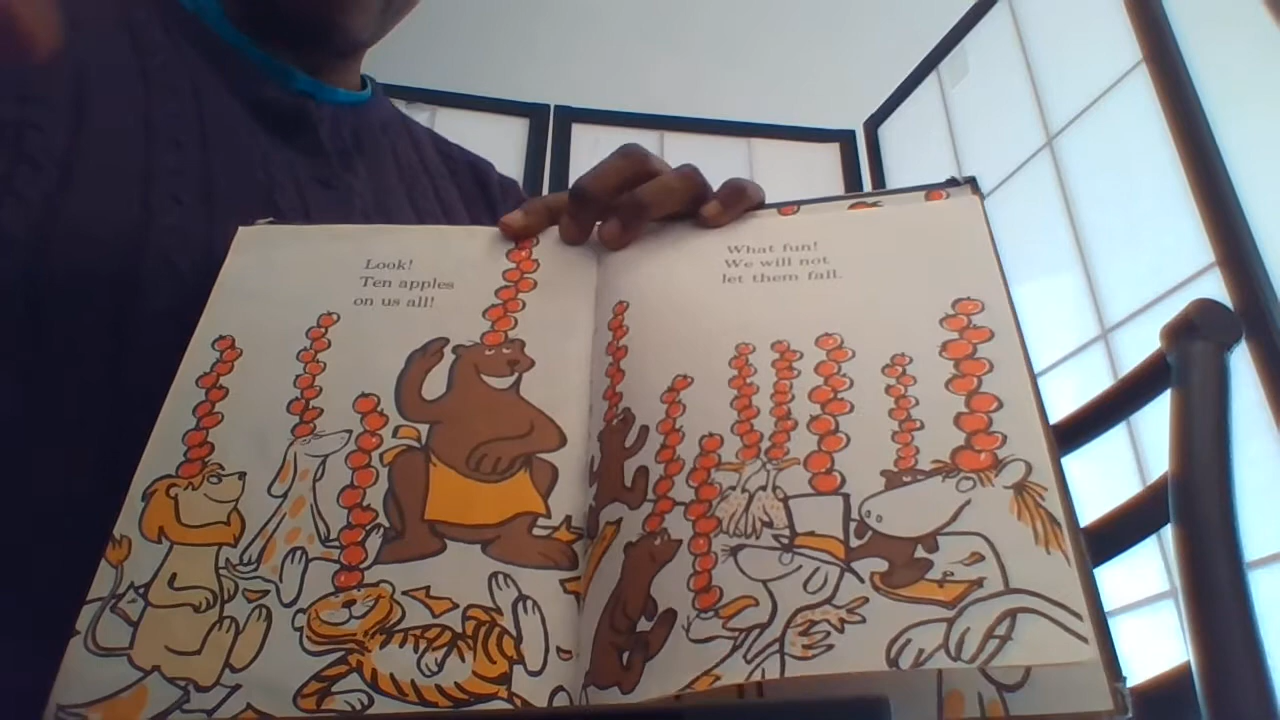 Look!
Ten apples
on us all!
What fun!
We will not
let them fall.